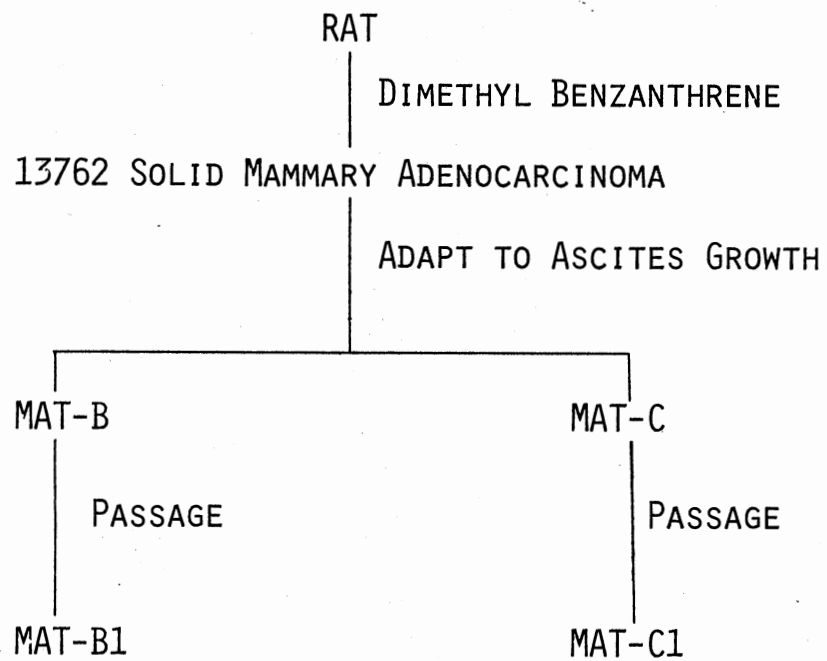 RAT
DIMETHYL BENZANTHRENE
13762 SOLID MAMMARY ADENOCARCINOMA
ADAPT TO ASCITES GROWTH
MAT-B MAT-C
PASSAGE PASSAGE
MAT-B1 MAT-C1